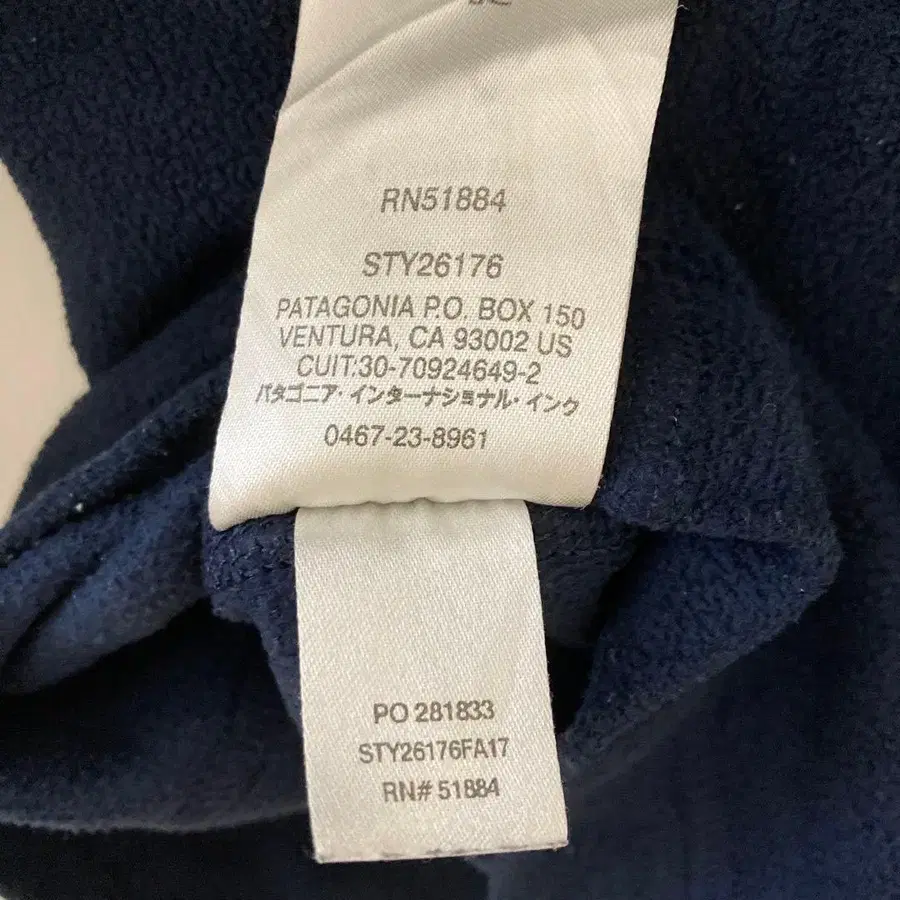 RN51884
STY26176
PATAGONIA P.O. BOX 150
VENTURA, CA 93002 US
CUIT:30-70924649-2
パタゴニア・インターナショナル・インク
0467-23-8961
PO 281833
STY26176FA17
RN# 51884